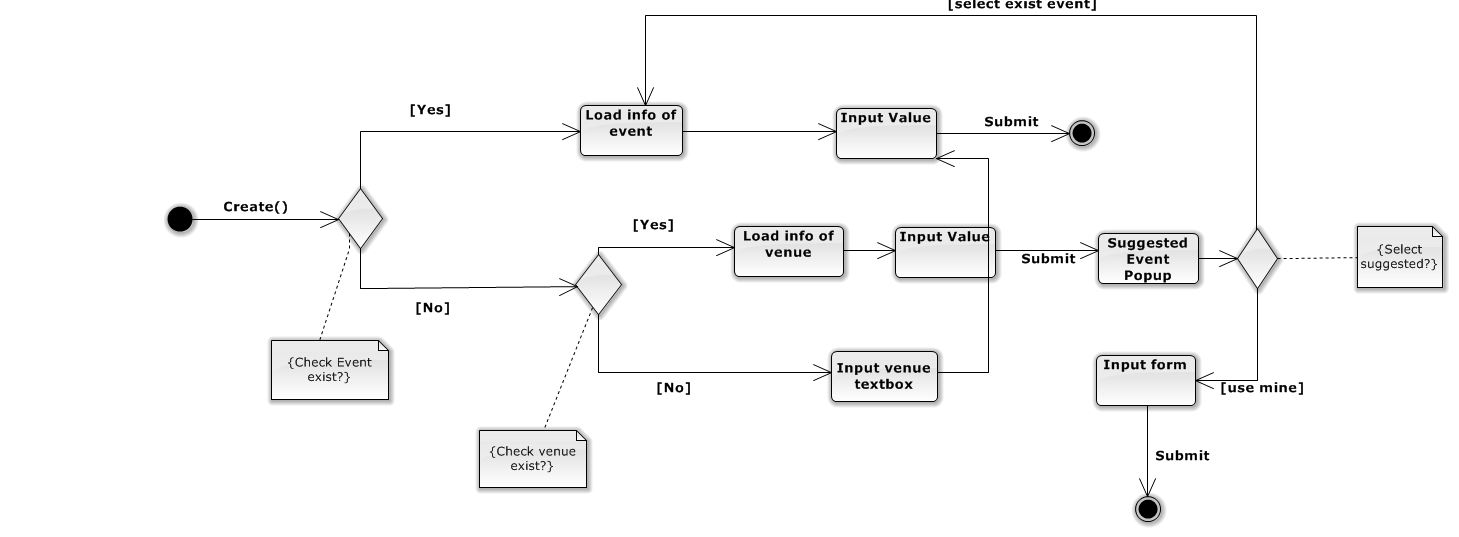 [select exist event]
[Yes]
Load info of
event
Input Value
Submit
Create()
[Yes]
Load info of
venue
Input Value
Submit
Suggested
Event
Popup
{Select
suggested?}
[No]
{Check Event
exist?}
[No]
Input venue
textbox
Input form
[use mine]
{Check venue
exist?}
Submit